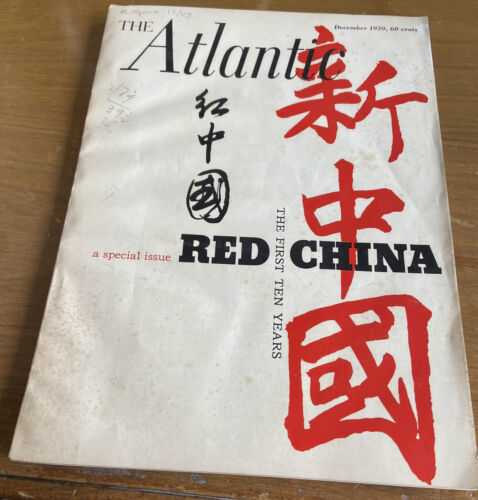 THE Atlantic
December 1959, 60 cents
新中國
紅中國
a special issue RED CHINA
THE FIRST TEN YEARS